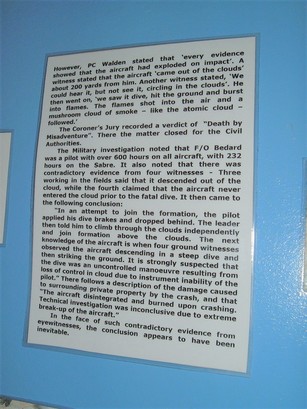 However, PC Walden stated that 'every evidence
showed that the aircraft had exploded on impact'. A
witness stated that the aircraft 'came out of the clouds'
about 200 yards from him. Another witness stated, 'We
could hear it, but not see it, circling in the clouds'. He
then went on, 'we saw it dive, hit the ground and burst
into flames. The flames shot into the air and a
mushroom cloud of smoke – like the atomic cloud –
followed.'
The Coroner's Jury recorded a verdict of "Death by
Misadventure". There the matter closed for the Civil
Authorities.
The Military investigation noted that F/O Bedard
was a pilot with over 600 hours on all aircraft, with 232
hours on the Sabre. It also noted that there was
contradictory evidence from four witnesses – Three
working in the fields said that it descended out of the
cloud, while the fourth claimed that the aircraft never
entered the cloud prior to the fatal dive. It then came to
the following conclusion:
"In an attempt to join the formation, the pilot
applied his dive brakes and dropped behind. The leader
then told him to climb through the clouds independently
and join formation above the clouds. The next
knowledge of the aircraft is when four ground witnesses
observed the aircraft descending in a steep dive and
then striking the ground. It is strongly suspected that
the dive was an uncontrolled manoeuvre resulting from
loss of control in cloud due to instrument inability of the
pilot." There follows a description of the damage caused
to surrounding private property by the crash, and that
"The aircraft disintegrated and burned upon crashing.
Technical investigation was inconclusive due to extreme
break-up of the aircraft."
In the face of such contradictory evidence from
eyewitnesses, the conclusion appears to have been
inevitable.